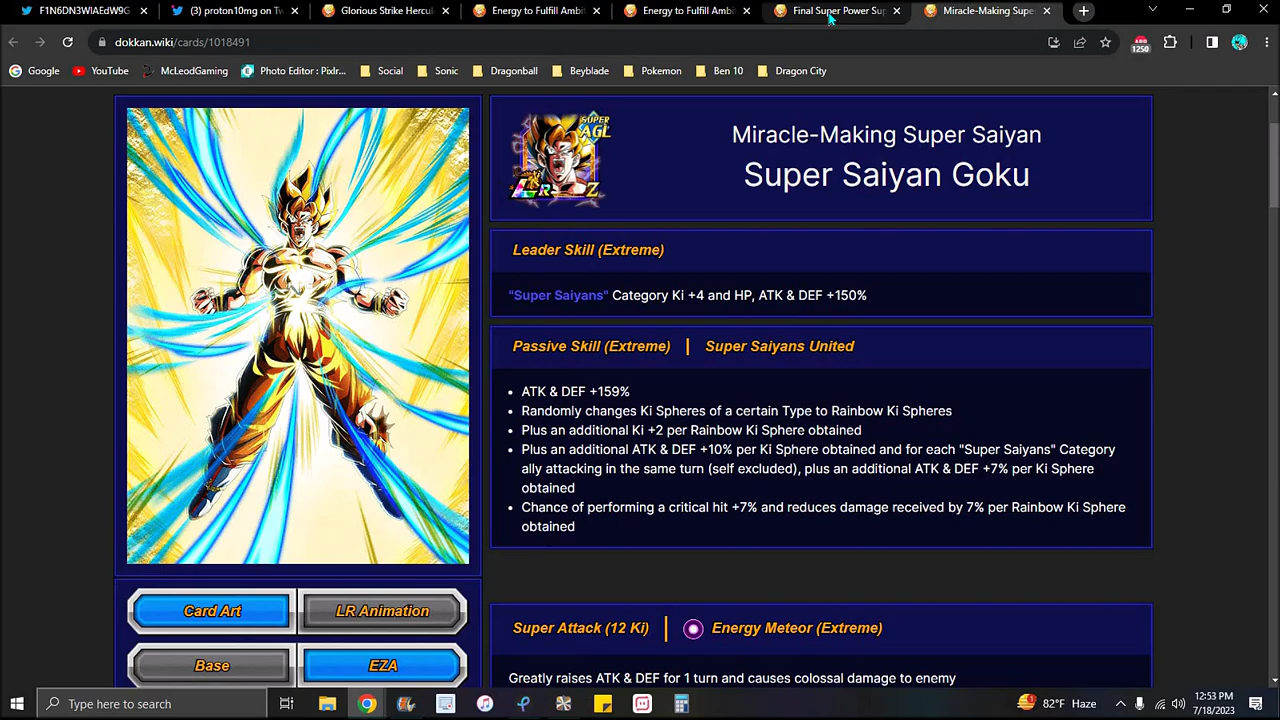 F1N6DN3WIAEdW9G
(3) proton10mg on Tw
Glorious Strike Hercul
Energy to Fulfill Ambit
Energy to Fulfill Ambi
Final Super Power Sup
Miracle-Making Super
dokkan.wiki/cards/1018491
ABD
1250
Google
YouTube
McLeodGaming
Photo Editor : Pixlr...
Social
Sonic
Dragonball
Beyblade
Pokemon
Ben 10
Dragon City
SUPER
AGL
LR
Z
Miracle-Making Super Saiyan
Super Saiyan Goku
Leader Skill (Extreme)
"Super Saiyans" Category Ki +4 and HP, ATK & DEF +150%
Passive Skill (Extreme) | Super Saiyans United
• ATK & DEF +159%
• Randomly changes Ki Spheres of a certain Type to Rainbow Ki Spheres
• Plus an additional Ki +2 per Rainbow Ki Sphere obtained
• Plus an additional ATK & DEF +10% per Ki Sphere obtained and for each "Super Saiyans" Category
ally attacking in the same turn (self excluded), plus an additional ATK & DEF +7% per Ki Sphere
obtained
• Chance of performing a critical hit +7% and reduces damage received by 7% per Rainbow Ki Sphere
obtained
Card Art
LR Animation
Base
EZA
Super Attack (12 Ki) | Energy Meteor (Extreme)
Greatly raises ATK & DEF for 1 turn and causes colossal damage to enemy
Type here to search
1
82°F Haze
12:53 PM
7/18/2023